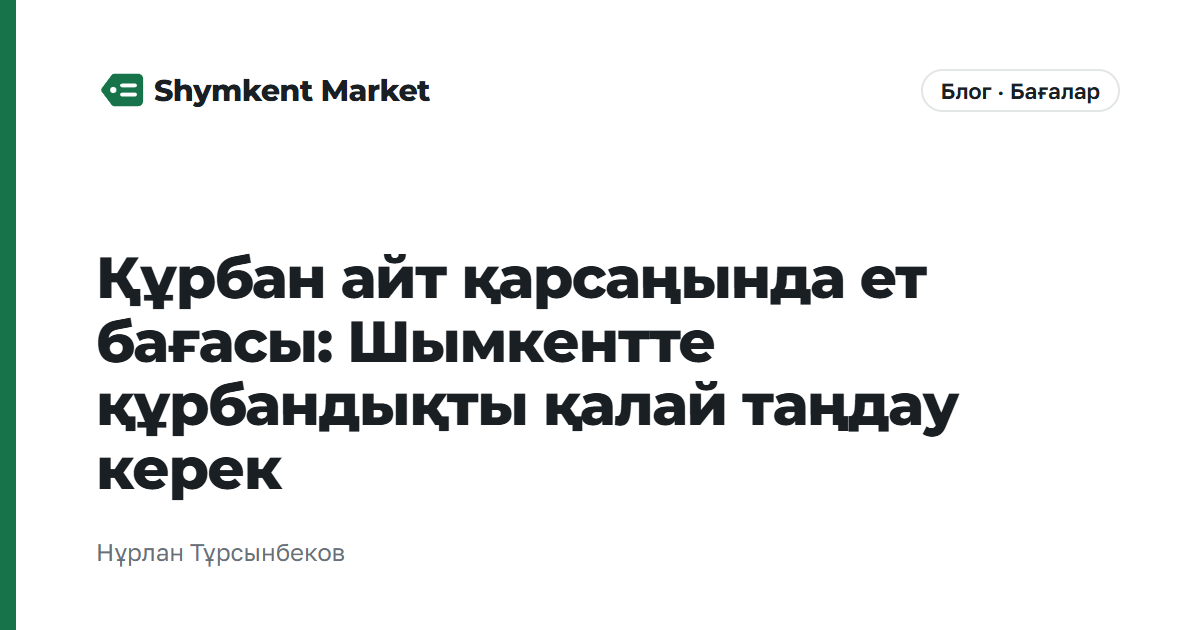 Shymkent Market
Блог · Бағалар
Құрбан айт қарсаңында ет
бағасы: Шымкентте
құрбандықты қалай таңдау
керек
Нұрлан Тұрсынбеков